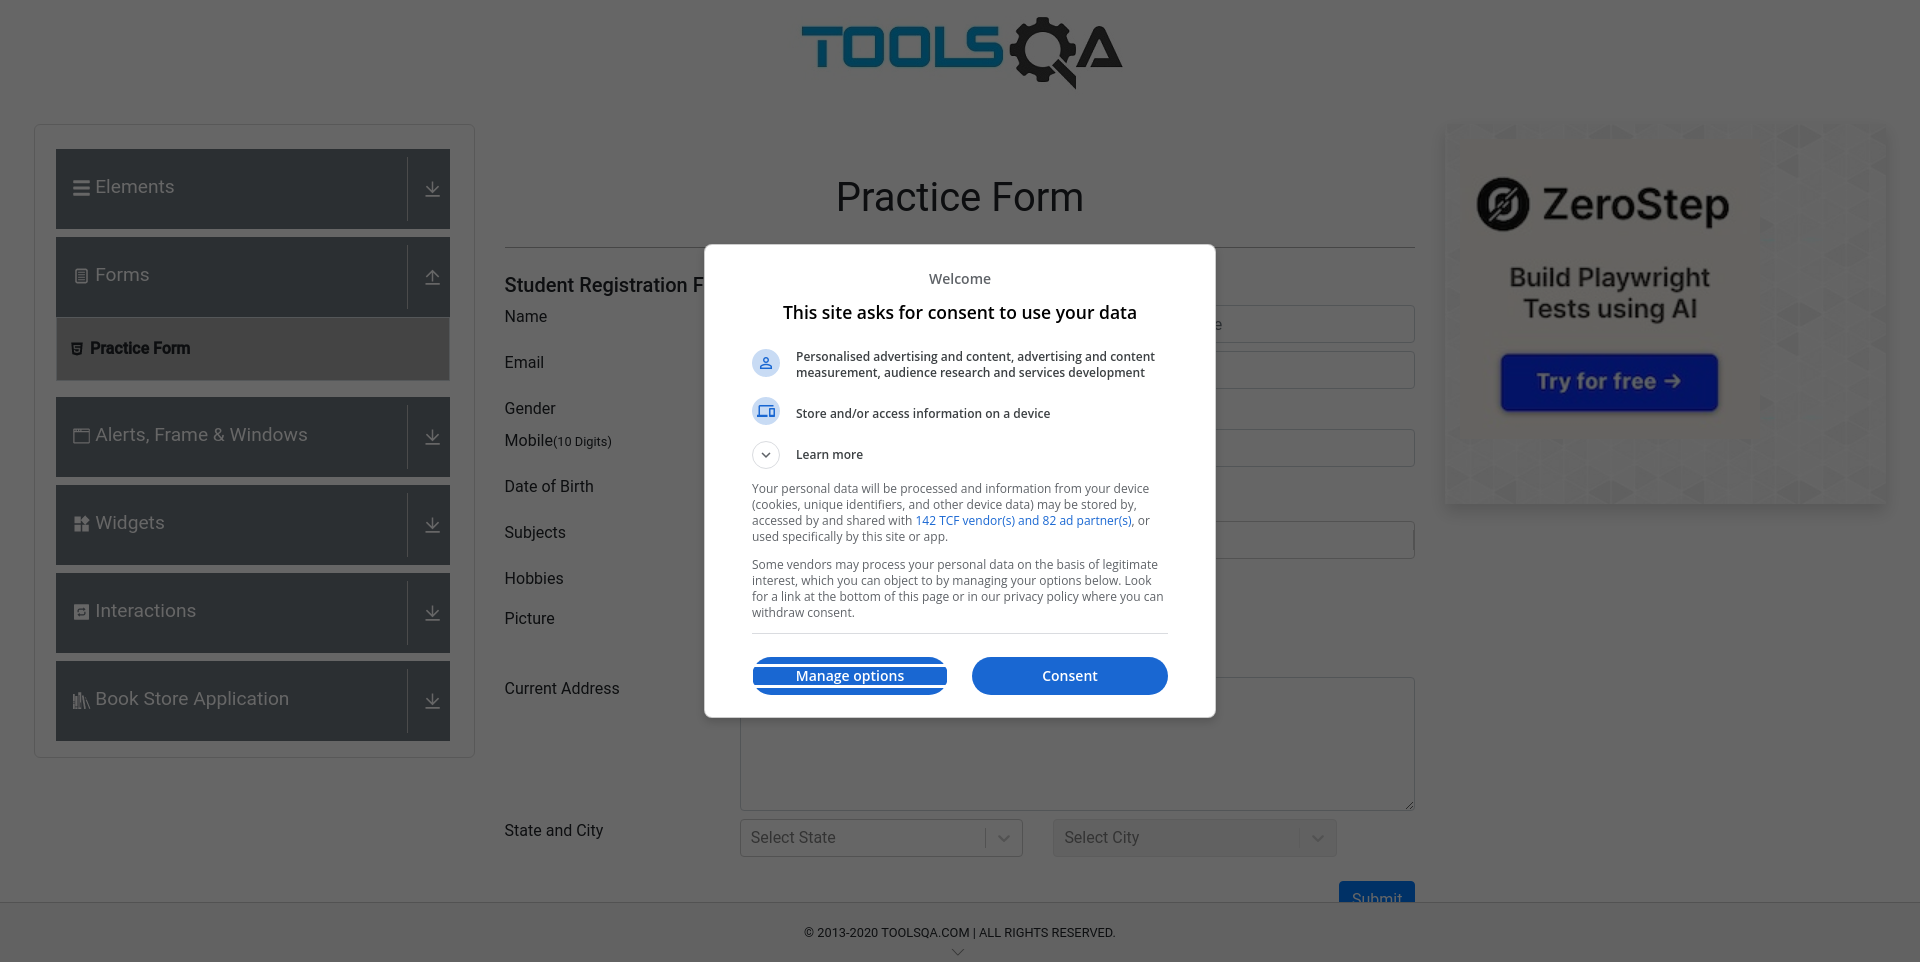 TOOLSQA
Elements
Forms
Practice Form
Alerts, Frame & Windows
Widgets
Interactions
Book Store Application
Practice Form
Student Registration F
Name
e
Email
Gender
Mobile(10 Digits)
Date of Birth
Subjects
Hobbies
Picture
Current Address
State and City
Select State
Select City
Submit
Welcome
This site asks for consent to use your data
Personalised advertising and content, advertising and content
measurement, audience research and services development
Store and/or access information on a device
Learn more
Your personal data will be processed and information from your device
(cookies, unique identifiers, and other device data) may be stored by,
accessed by and shared with 142 TCF vendor(s) and 82 ad partner(s), or
used specifically by this site or app.
Some vendors may process your personal data on the basis of legitimate
interest, which you can object to by managing your options below. Look
for a link at the bottom of this page or in our privacy policy where you can
withdraw consent.
Manage options
Consent
ZeroStep
Build Playwright
Tests using AI
Try for free →
© 2013-2020 TOOLSQA.COM | ALL RIGHTS RESERVED.